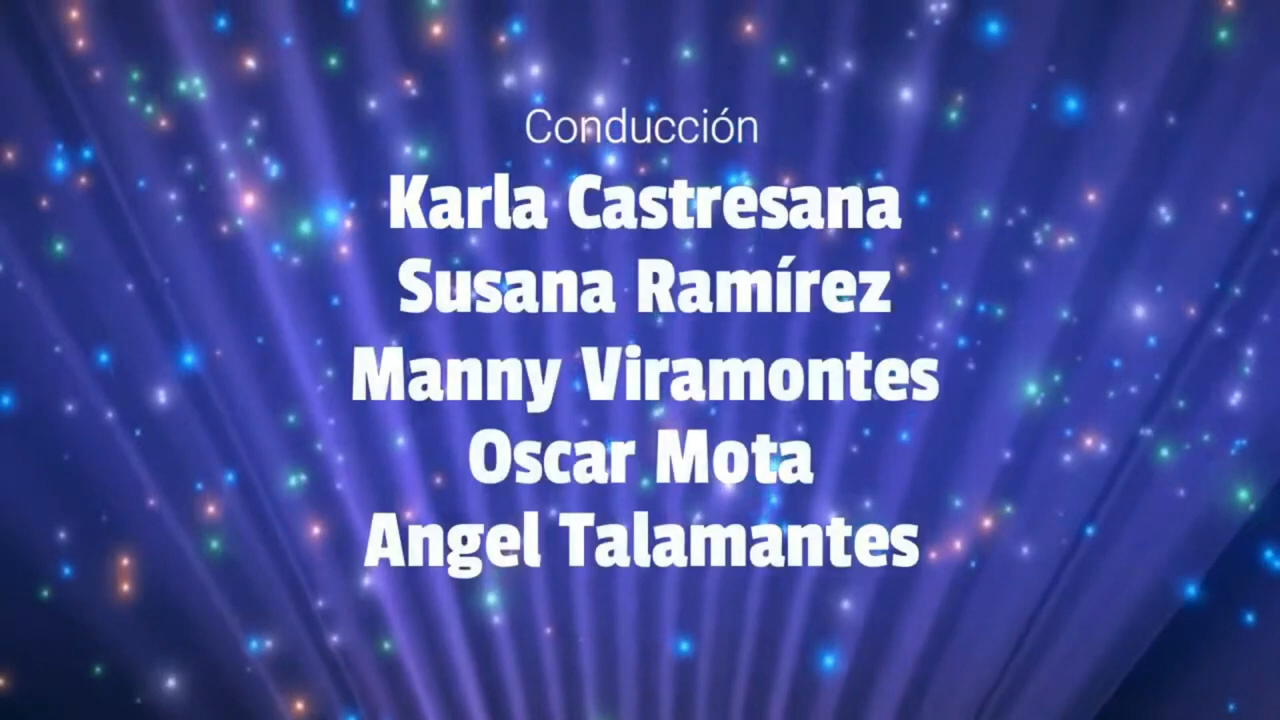 Conducción
Karla Castresana
Susana Ramírez
Manny Viramontes
Oscar Mota
Angel Talamantes